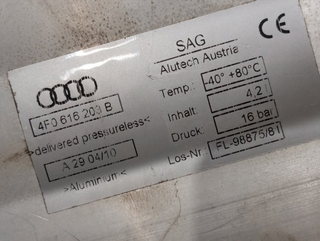 SAG
Alutech Austria
CE
4F0 616 203 B
>delivered pressureless<
A 29 04/10
>Aluminium<
Temp.: -40° +80°C
Inhalt: 4,2 l
Druck: 16 bar
Los-Nr FL-98875/81